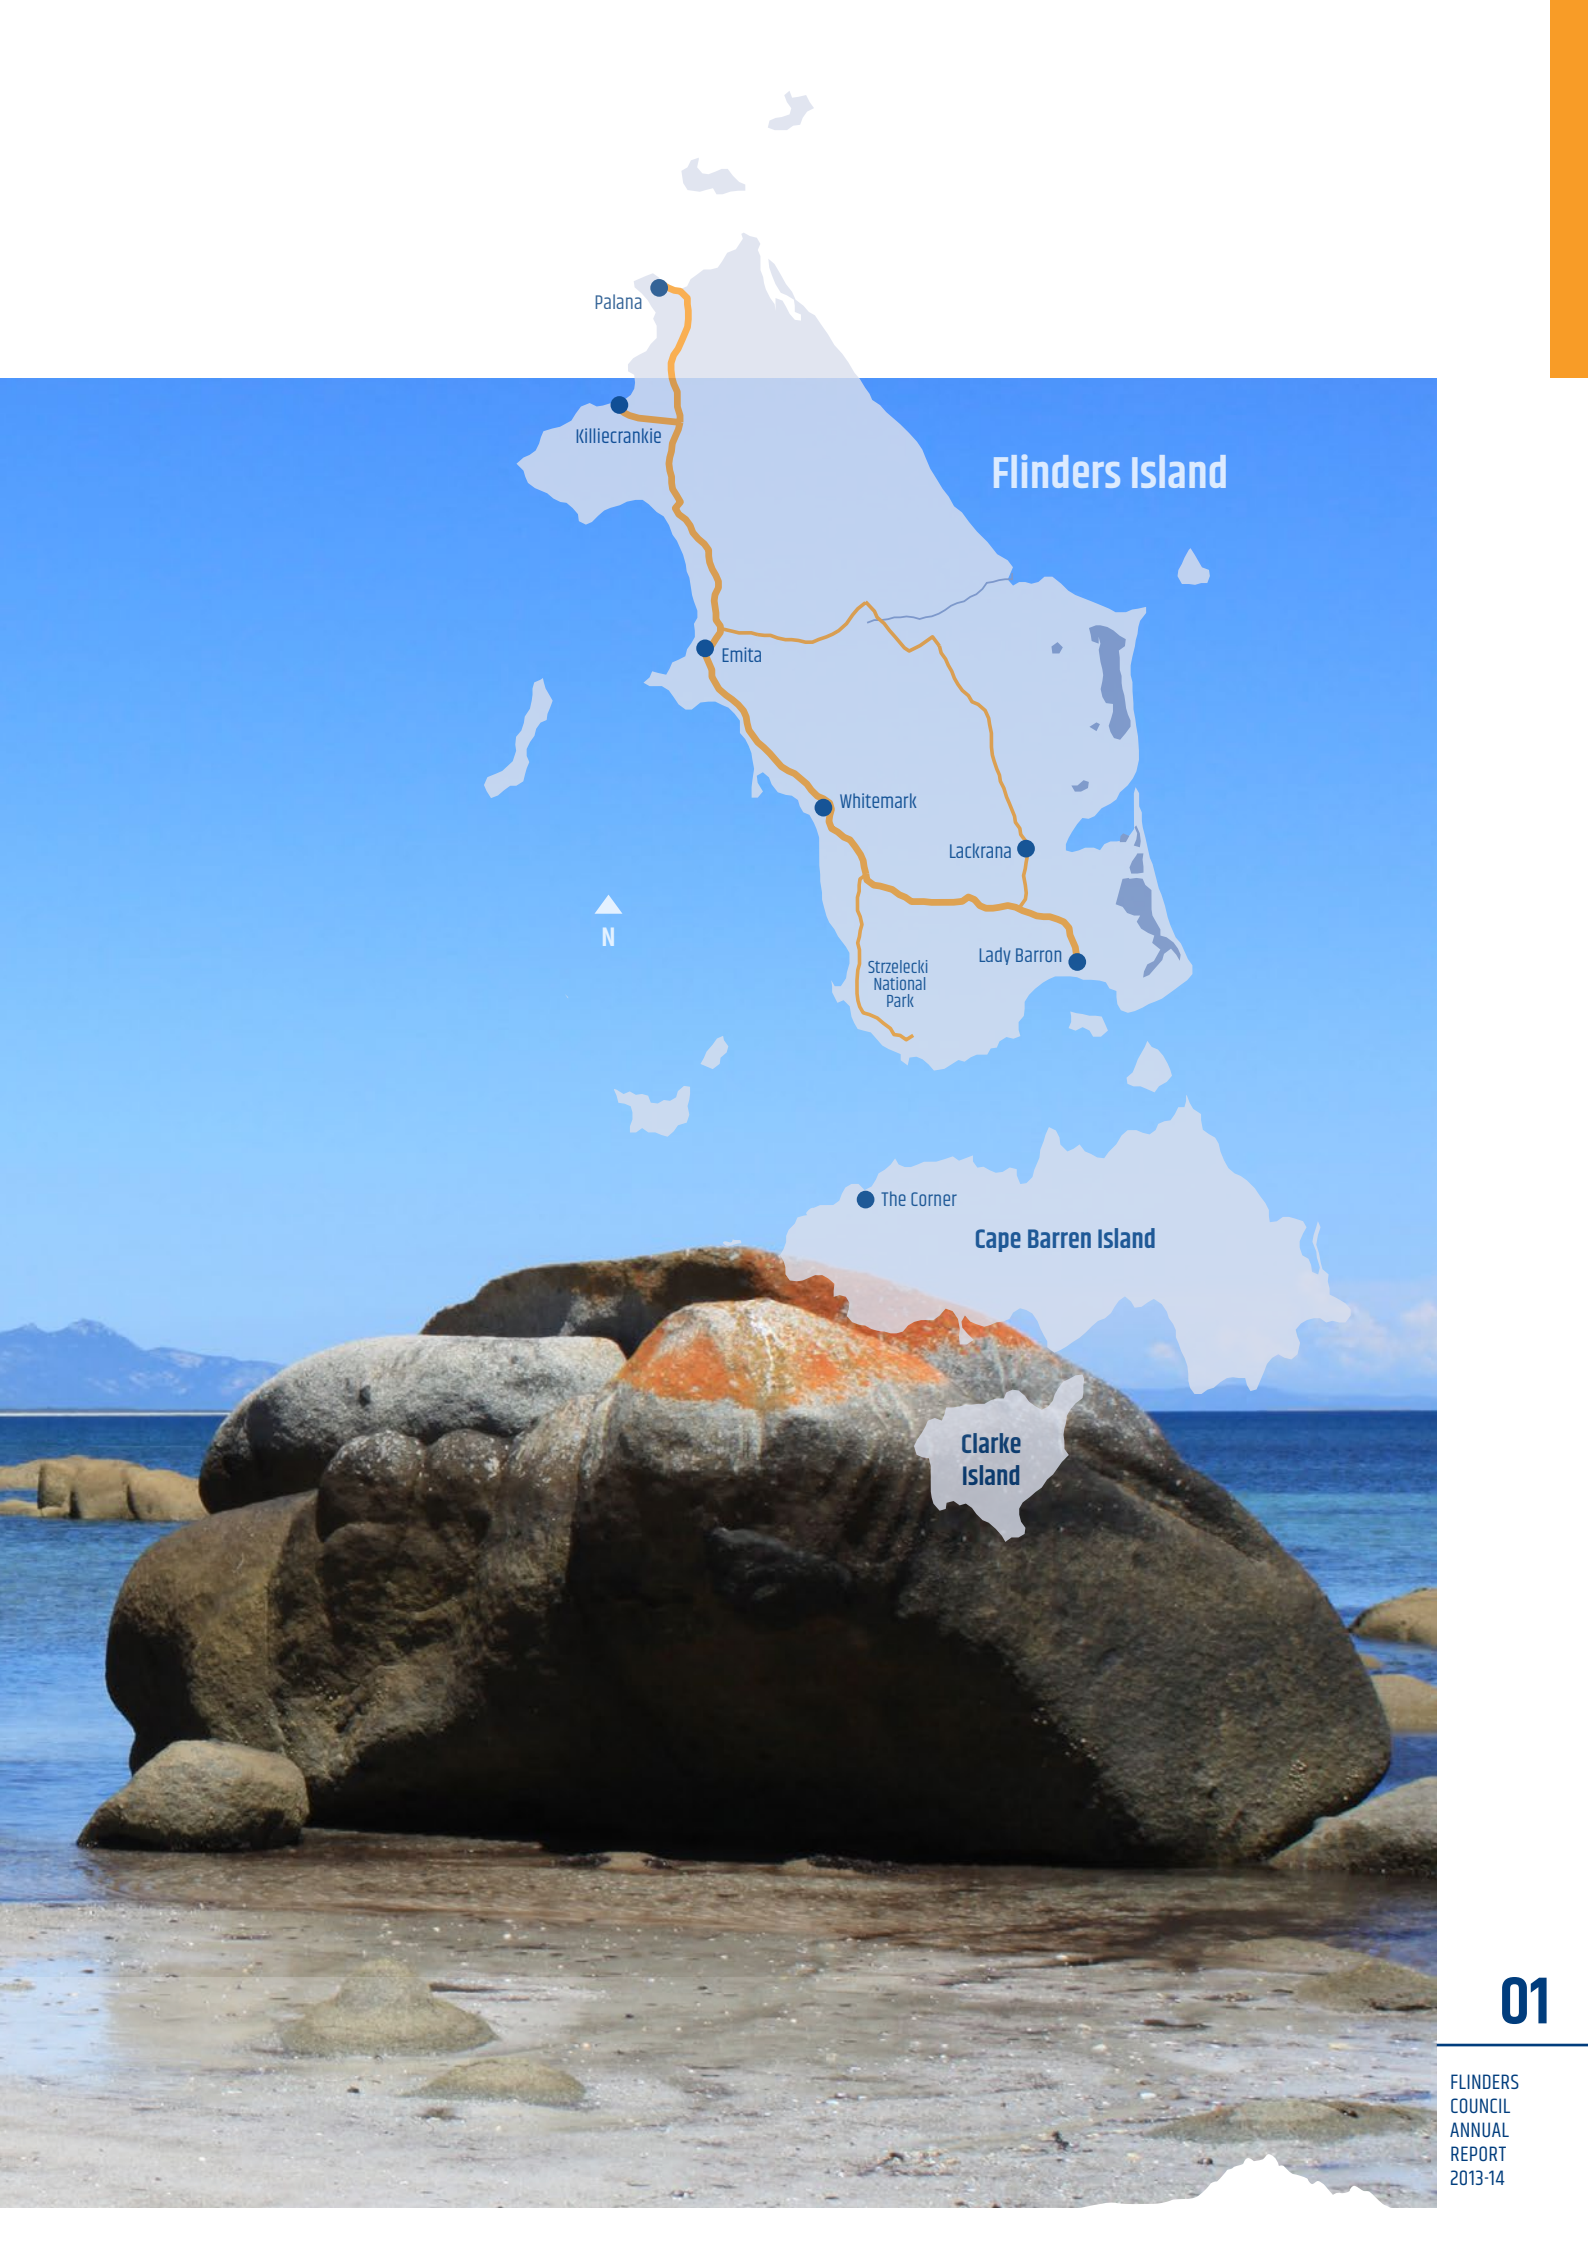 Palana
Killiecrankie
Flinders Island
Emita
Whitemark
Lackrana
N
Lady Barron
Strzelecki
National
Park
The Corner
Cape Barren Island
Clarke
Island
01
FLINDERS
COUNCIL
ANNUAL
REPORT
2013-14